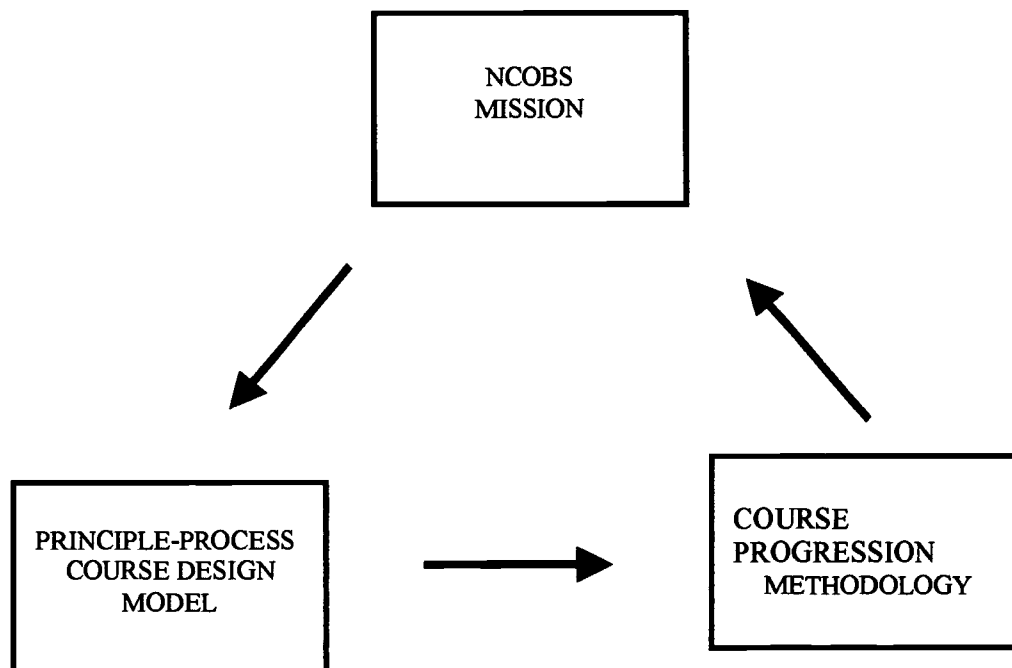 NCOBS
MISSION
PRINCIPLE-PROCESS
COURSE DESIGN
MODEL
COURSE
PROGRESSION
METHODOLOGY